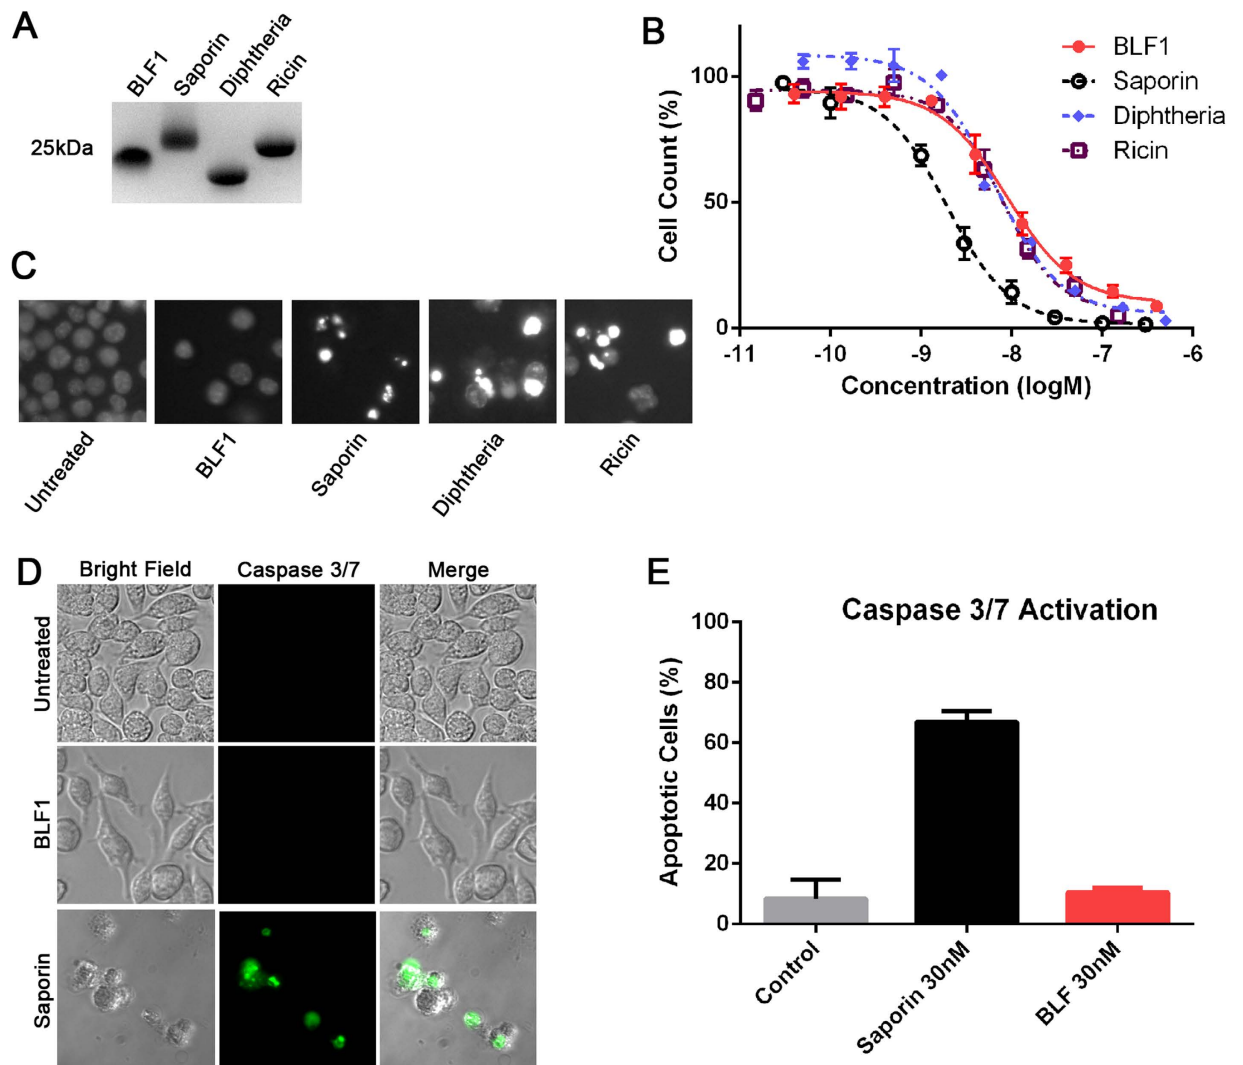 A
BLF1
Saporin
Diphtheria
Ricin
25kDa
B
Cell Count (%)
100
50
0
-11
-10
-9
-8
-7
-6
Concentration (logM)
BLF1
Saporin
Diphtheria
Ricin
C
Untreated
BLF1
Saporin
Diphtheria
Ricin
D
Bright Field
Caspase 3/7
Merge
Untreated
BLF1
Saporin
E
Caspase 3/7 Activation
Apoptotic Cells (%)
100
80
60
40
20
0
Control
Saporin 30nM
BLF 30nM